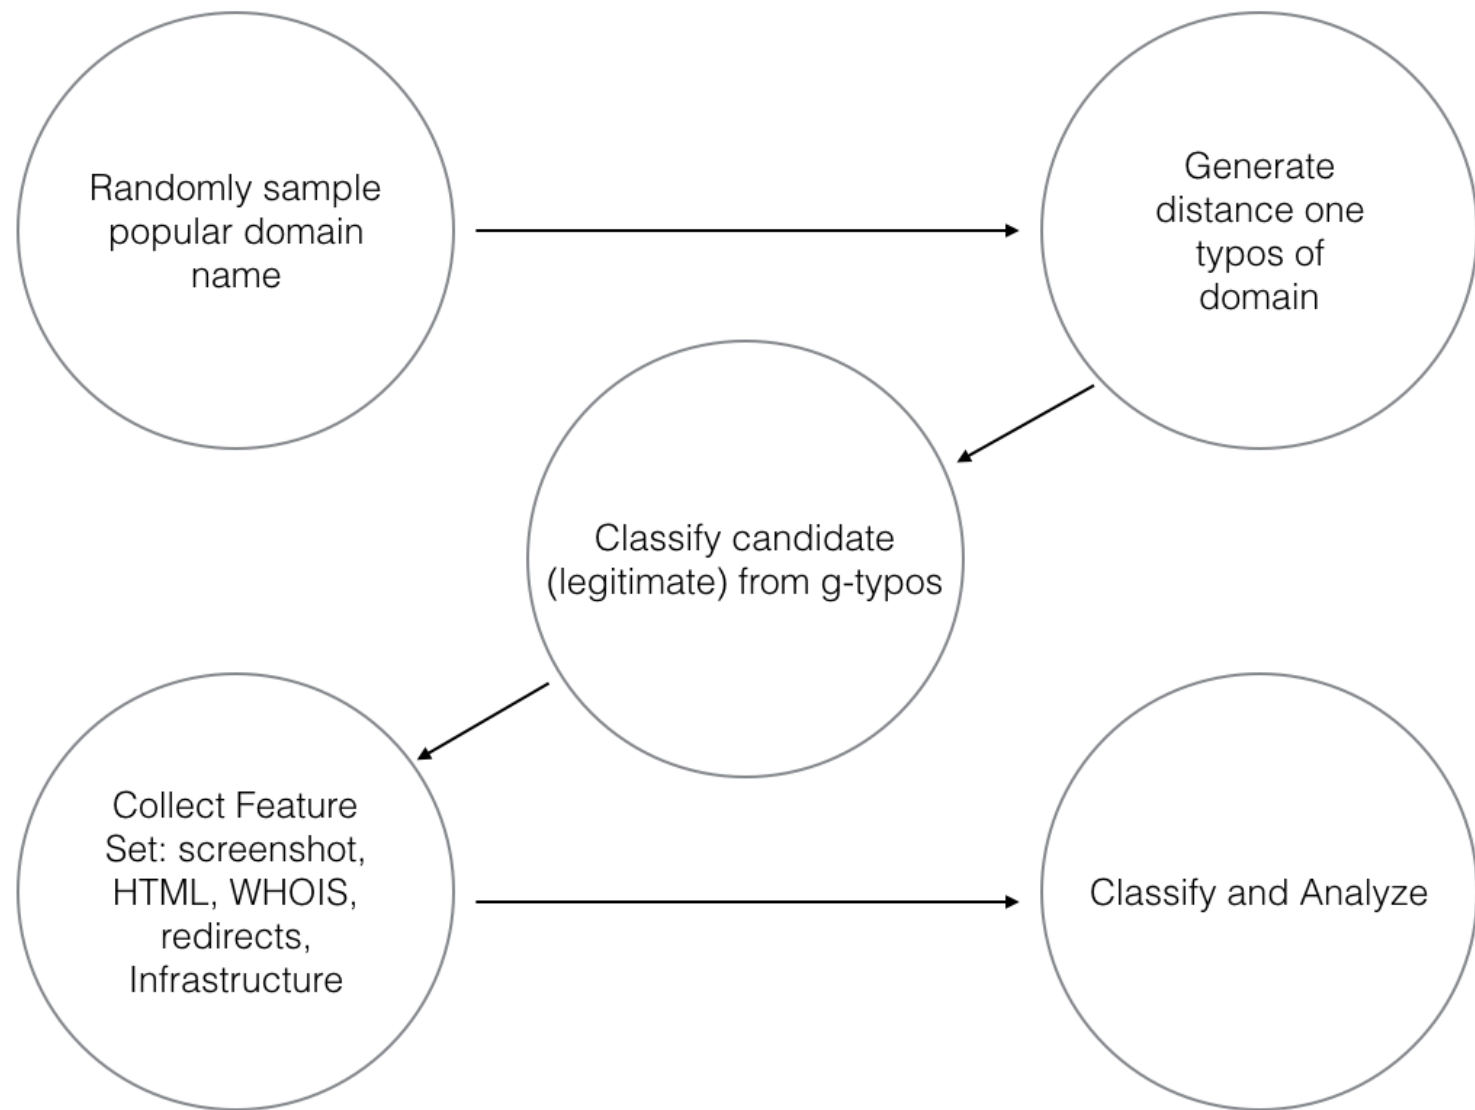 Randomly sample
popular domain
name
Generate
distance one
typos of
domain
Classify candidate
(legitimate) from g-typos
Collect Feature
Set: screenshot,
HTML, WHOIS,
redirects,
Infrastructure
Classify and Analyze